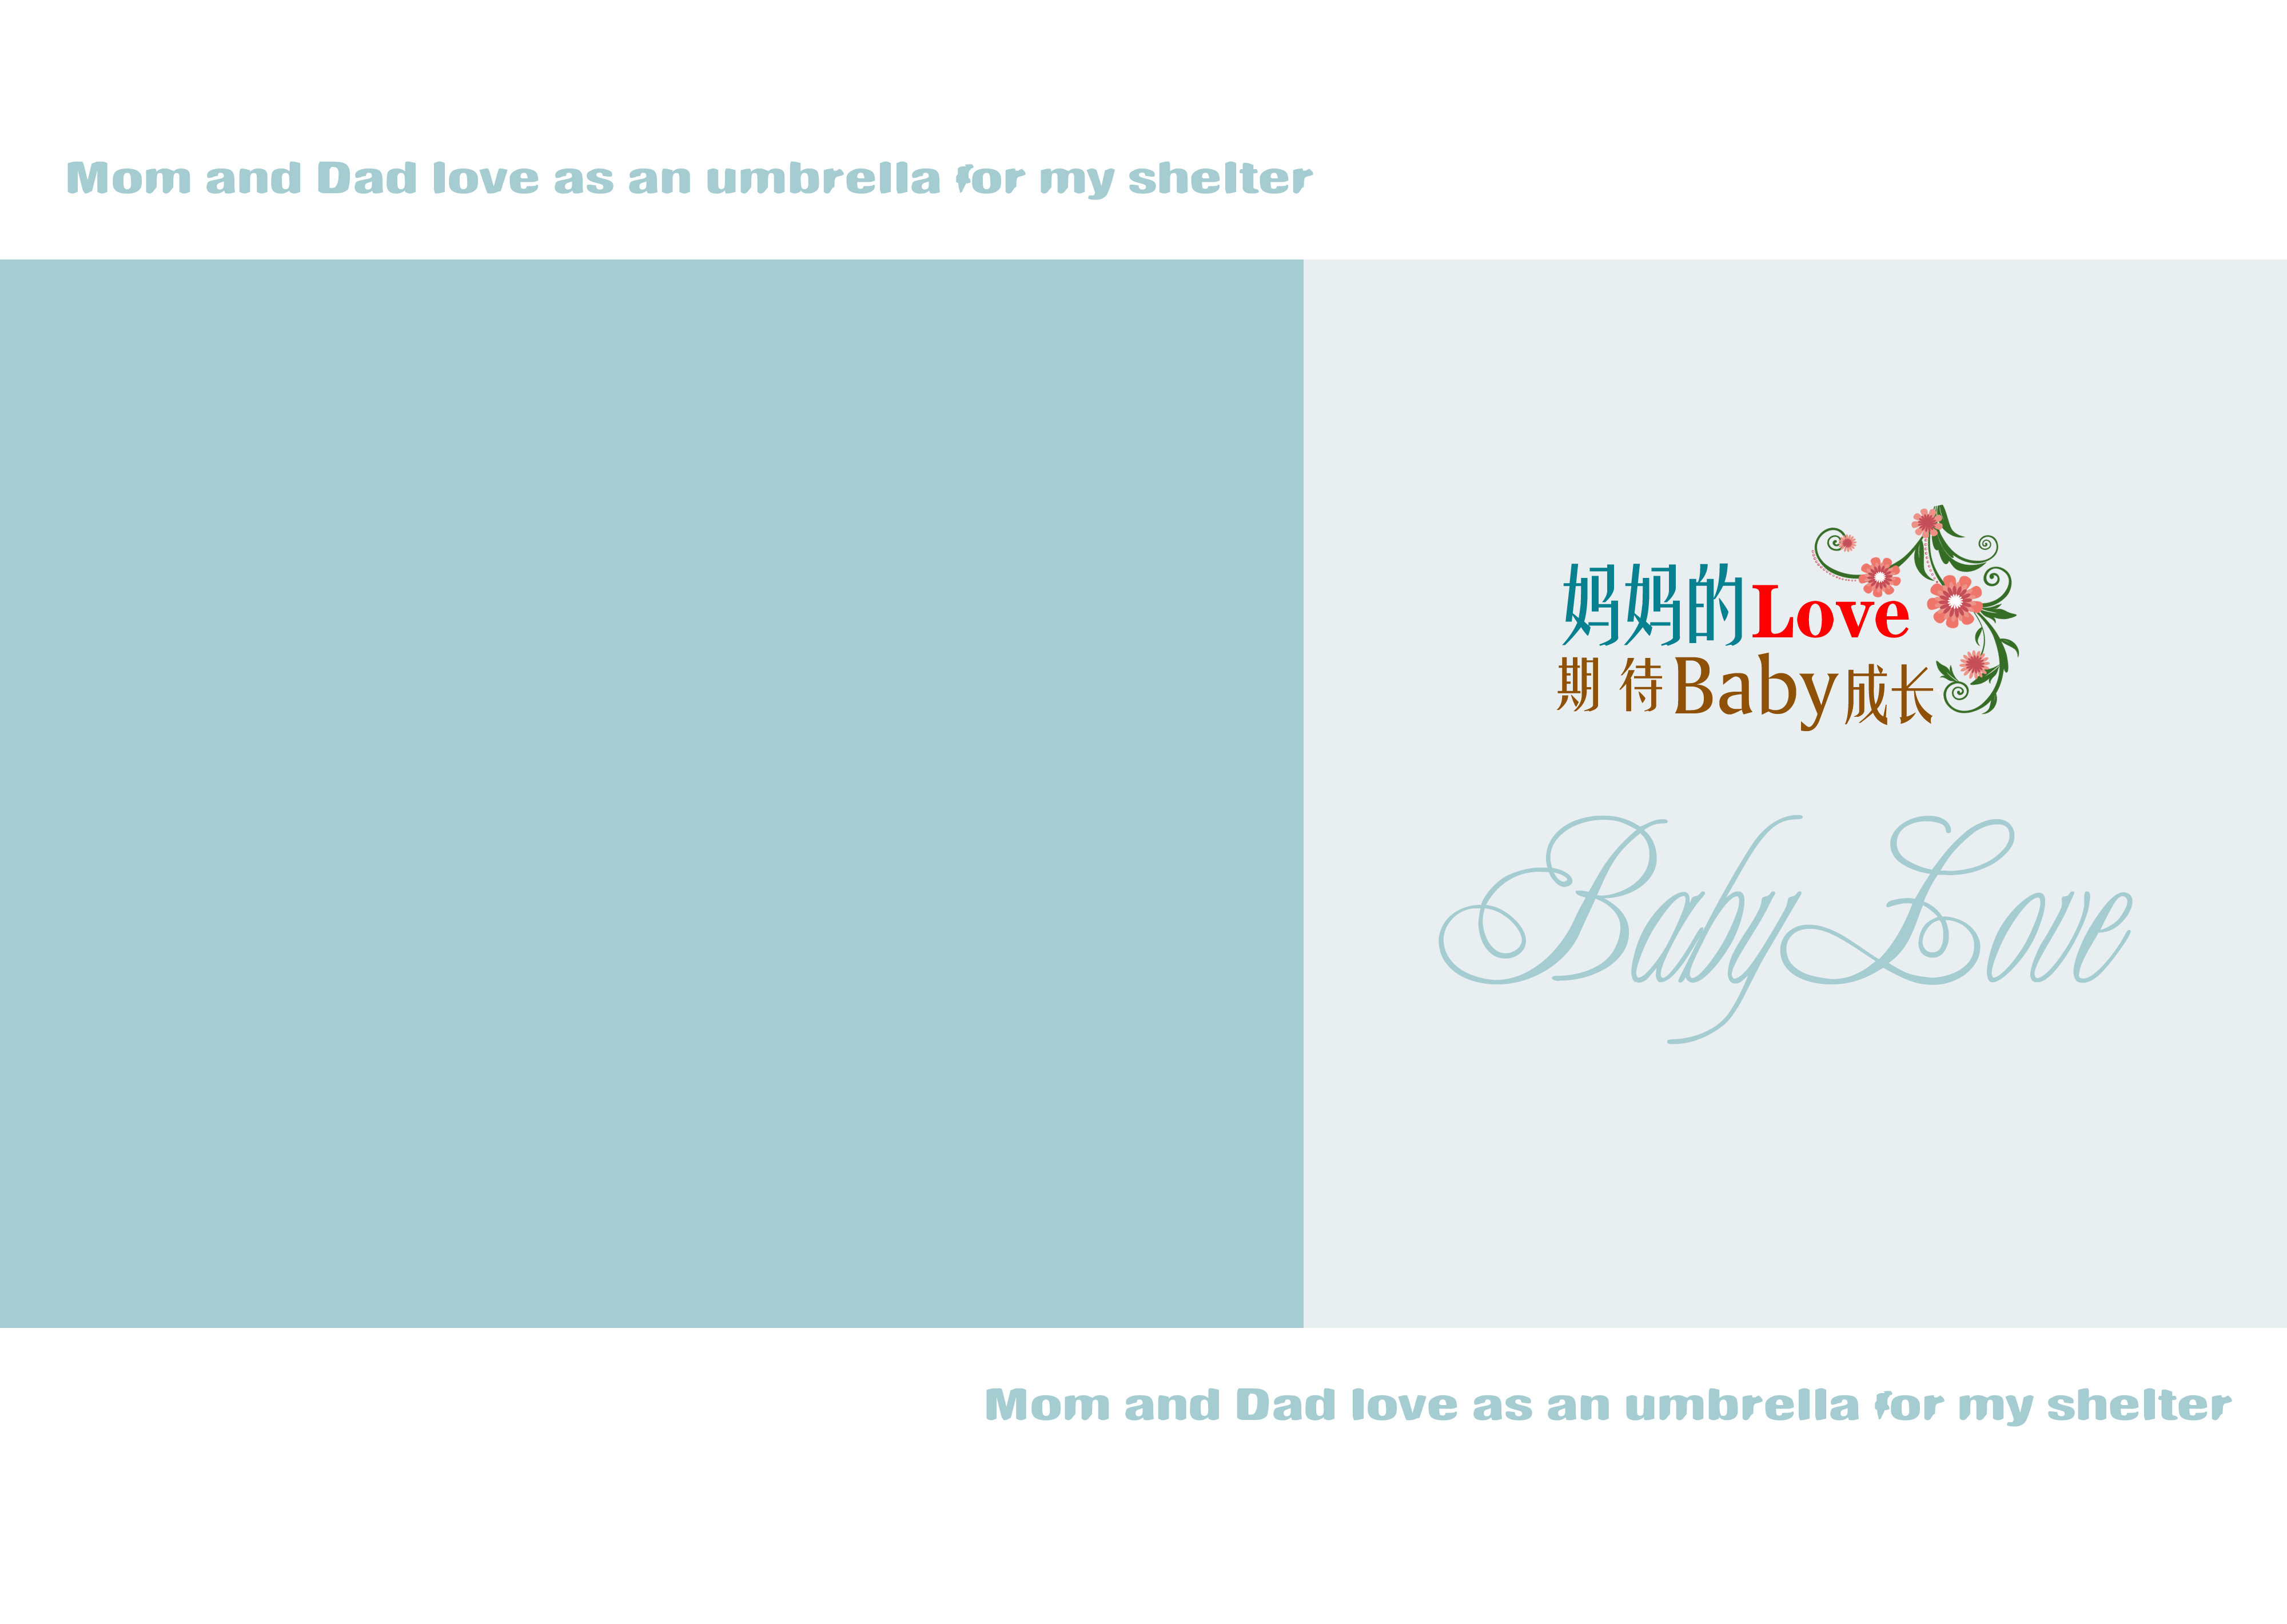 Mom and Dad love as an umbrella for my shelter
妈妈的Love
期待Baby成长
Baby Love
Mom and Dad love as an umbrella for my shelter